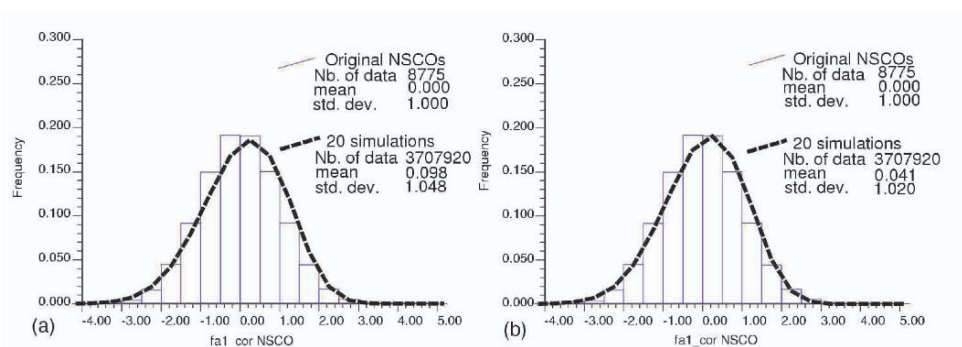 0.300
0.250
0.200
0.150
0.100
0.050
0.000
Frequency
Original NSCOs
Nb. of data 8775
mean 0.000
std. dev. 1.000
20 simulations
Nb. of data 3707920
mean 0.098
std. dev. 1.048
-4.00 -3.00 -2.00 -1.00 0.00 1.00 2.00 3.00 4.00 5.00
(a)
fa1_cor NSCO
0.300
0.250
0.200
0.150
0.100
0.050
0.000
Frequency
Original NSCOs
Nb. of data 8775
mean 0.000
std. dev. 1.000
20 simulations
Nb. of data 3707920
mean 0.041
std. dev. 1.020
-4.00 -3.00 -2.00 -1.00 0.00 1.00 2.00 3.00 4.00 5.00
(b)
fa1_cor NSCO